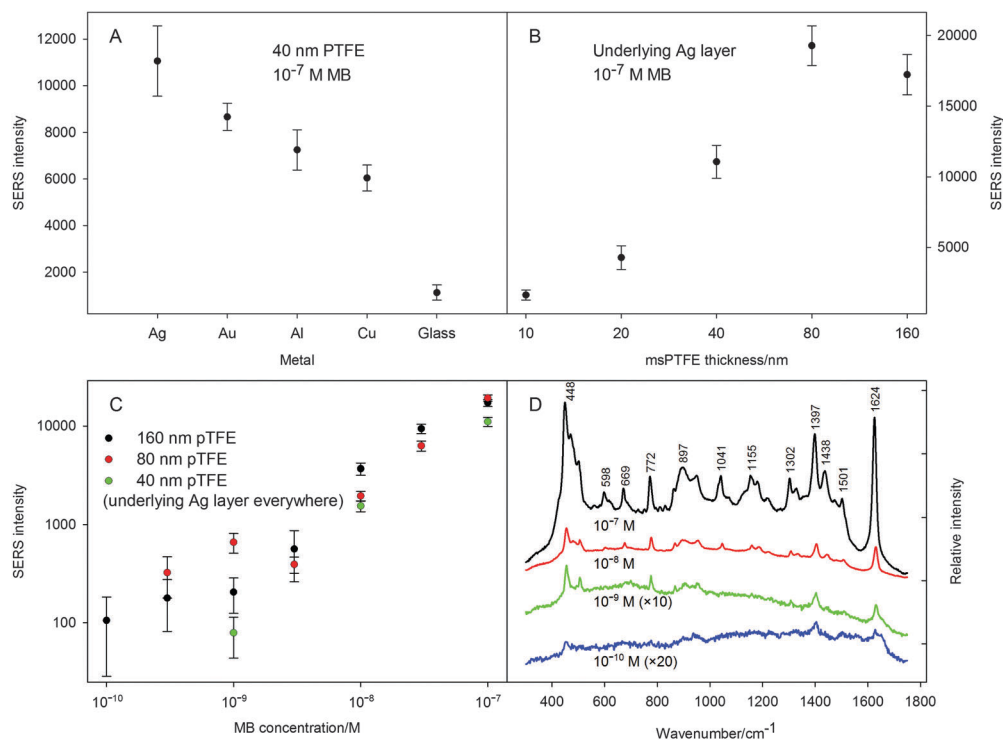 A
40 nm PTFE
10⁻⁷ M MB
12000
10000
8000
6000
4000
2000
SERS intensity
Ag
Au
Al
Cu
Glass
Metal
B
Underlying Ag layer
10⁻⁷ M MB
20000
15000
10000
5000
SERS intensity
10
20
40
80
160
msPTFE thickness/nm
C
160 nm pTFE
80 nm pTFE
40 nm pTFE
(underlying Ag layer everywhere)
10000
1000
100
SERS intensity
10⁻¹⁰
10⁻⁹
10⁻⁸
10⁻⁷
MB concentration/M
D
448
598
669
772
897
1041
1155
1302
1397
1438
1501
1624
10⁻⁷ M
10⁻⁸ M
10⁻⁹ M (×10)
10⁻¹⁰ M (×20)
Relative intensity
400
600
800
1000
1200
1400
1600
1800
Wavenumber/cm⁻¹